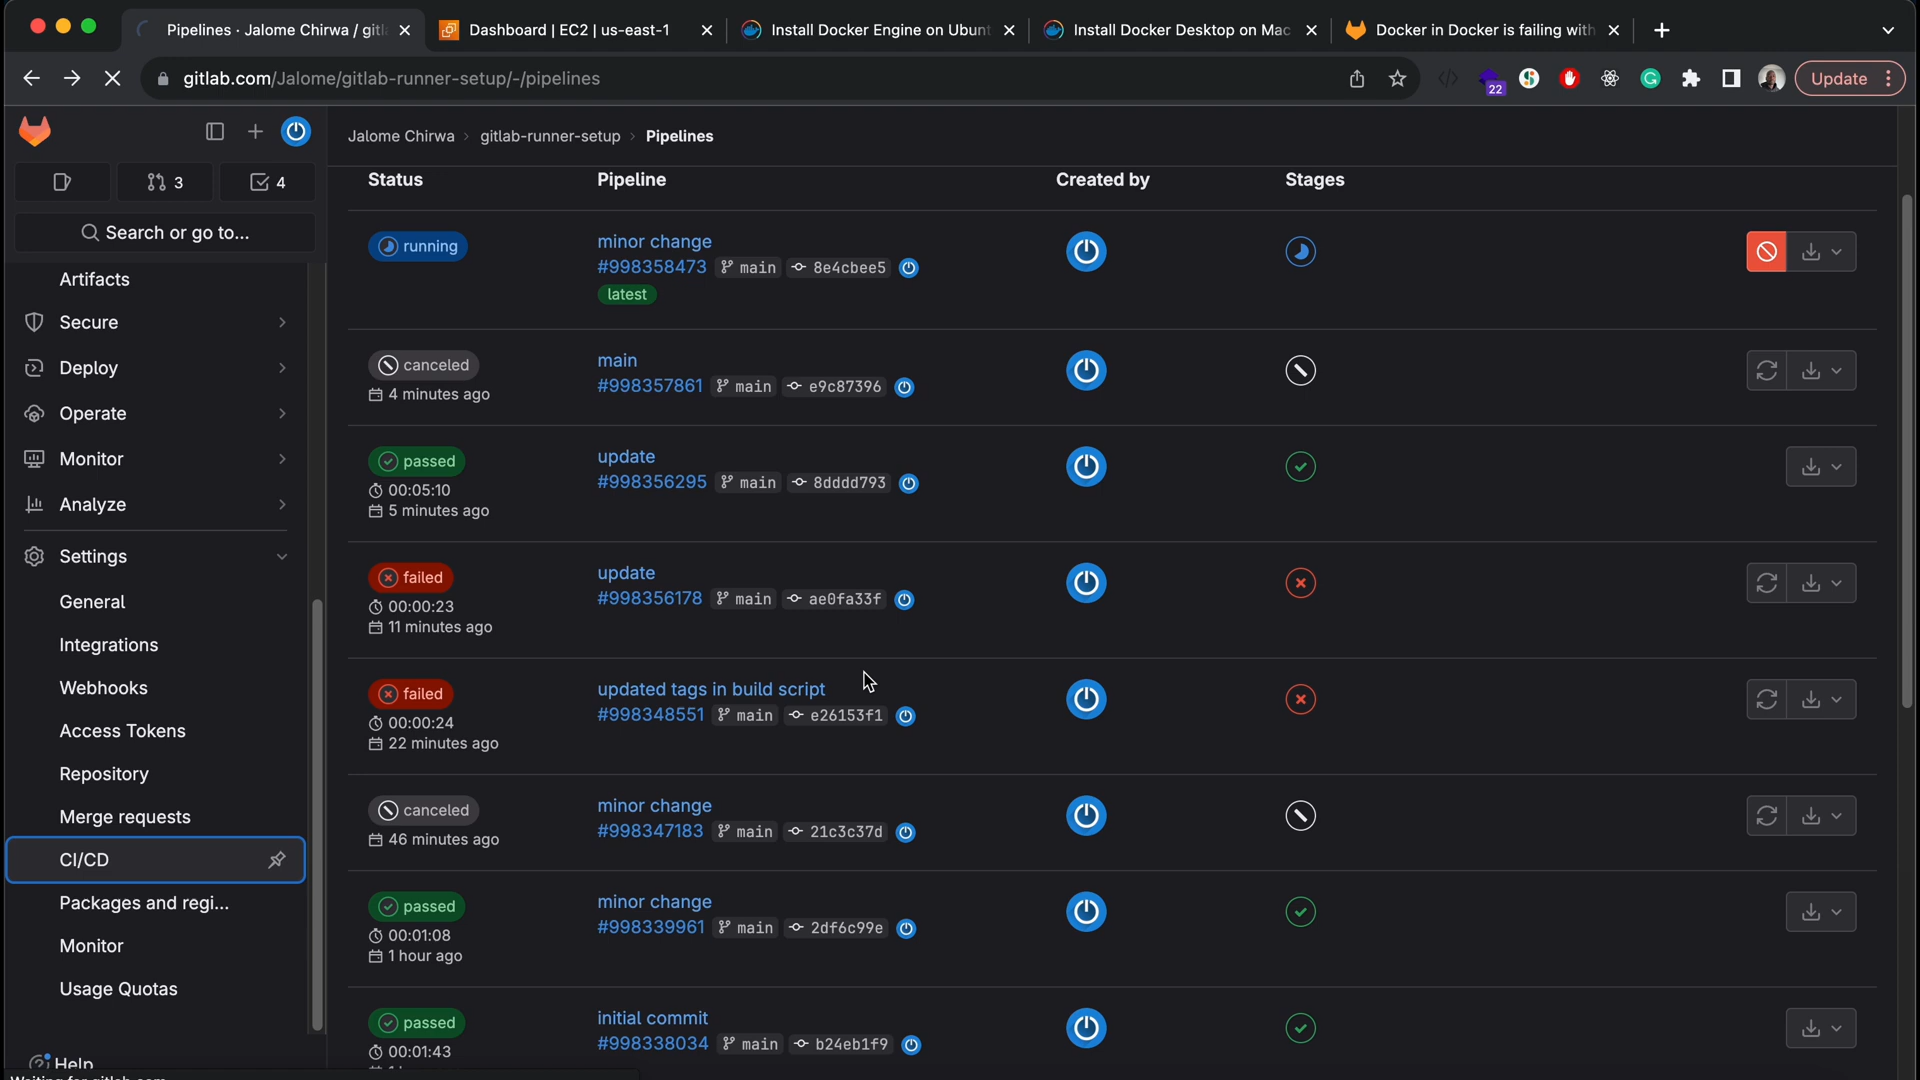 Pipelines · Jalome Chirwa / gitl
Dashboard | EC2 | us-east-1
Install Docker Engine on Ubunt
Install Docker Desktop on Mac
Docker in Docker is failing with
gitlab.com/Jalome/gitlab-runner-setup/-/pipelines
22
Update
Jalome Chirwa > gitlab-runner-setup > Pipelines
3
4
Search or go to...
Artifacts
Secure
Deploy
Operate
Monitor
Analyze
Settings
General
Integrations
Webhooks
Access Tokens
Repository
Merge requests
CI/CD
Packages and regi...
Monitor
Usage Quotas
Help
Status Pipeline Created by Stages
running
minor change
#998358473 main 8e4cbee5
latest
canceled
4 minutes ago
main
#998357861 main e9c87396
passed
00:05:10
5 minutes ago
update
#998356295 main 8dddd793
failed
00:00:23
11 minutes ago
update
#998356178 main ae0fa33f
failed
00:00:24
22 minutes ago
updated tags in build script
#998348551 main e26153f1
canceled
46 minutes ago
minor change
#998347183 main 21c3c37d
passed
00:01:08
1 hour ago
minor change
#998339961 main 2df6c99e
passed
00:01:43
initial commit
#998338034 main b24eb1f9